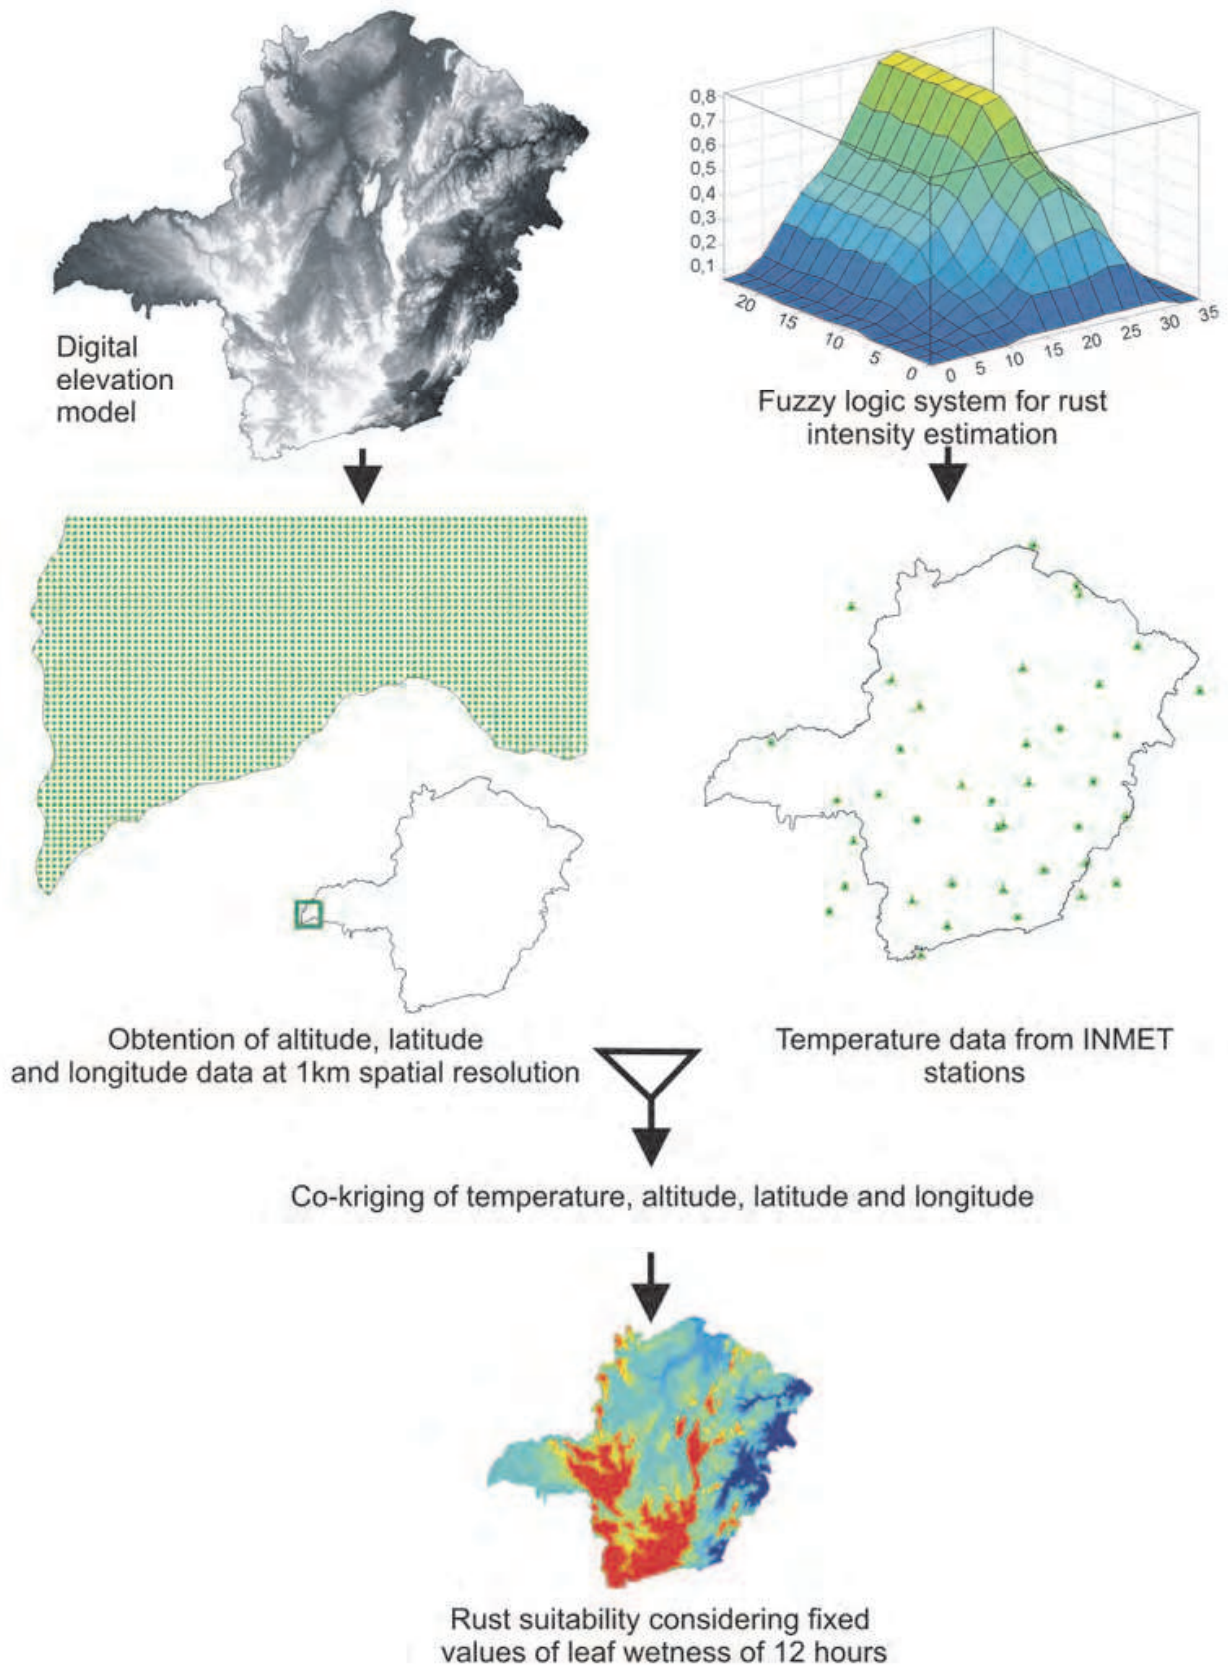 0,8
0,7
0,6
0,5
0,4
0,3
0,2
0,1
20
15
10
5
0
0
5
10
15
20
25
30
35
Digital
elevation
model
Fuzzy logic system for rust
intensity estimation
Obtention of altitude, latitude
and longitude data at 1km spatial resolution
Temperature data from INMET
stations
Co-kriging of temperature, altitude, latitude and longitude
Rust suitability considering fixed
values of leaf wetness of 12 hours